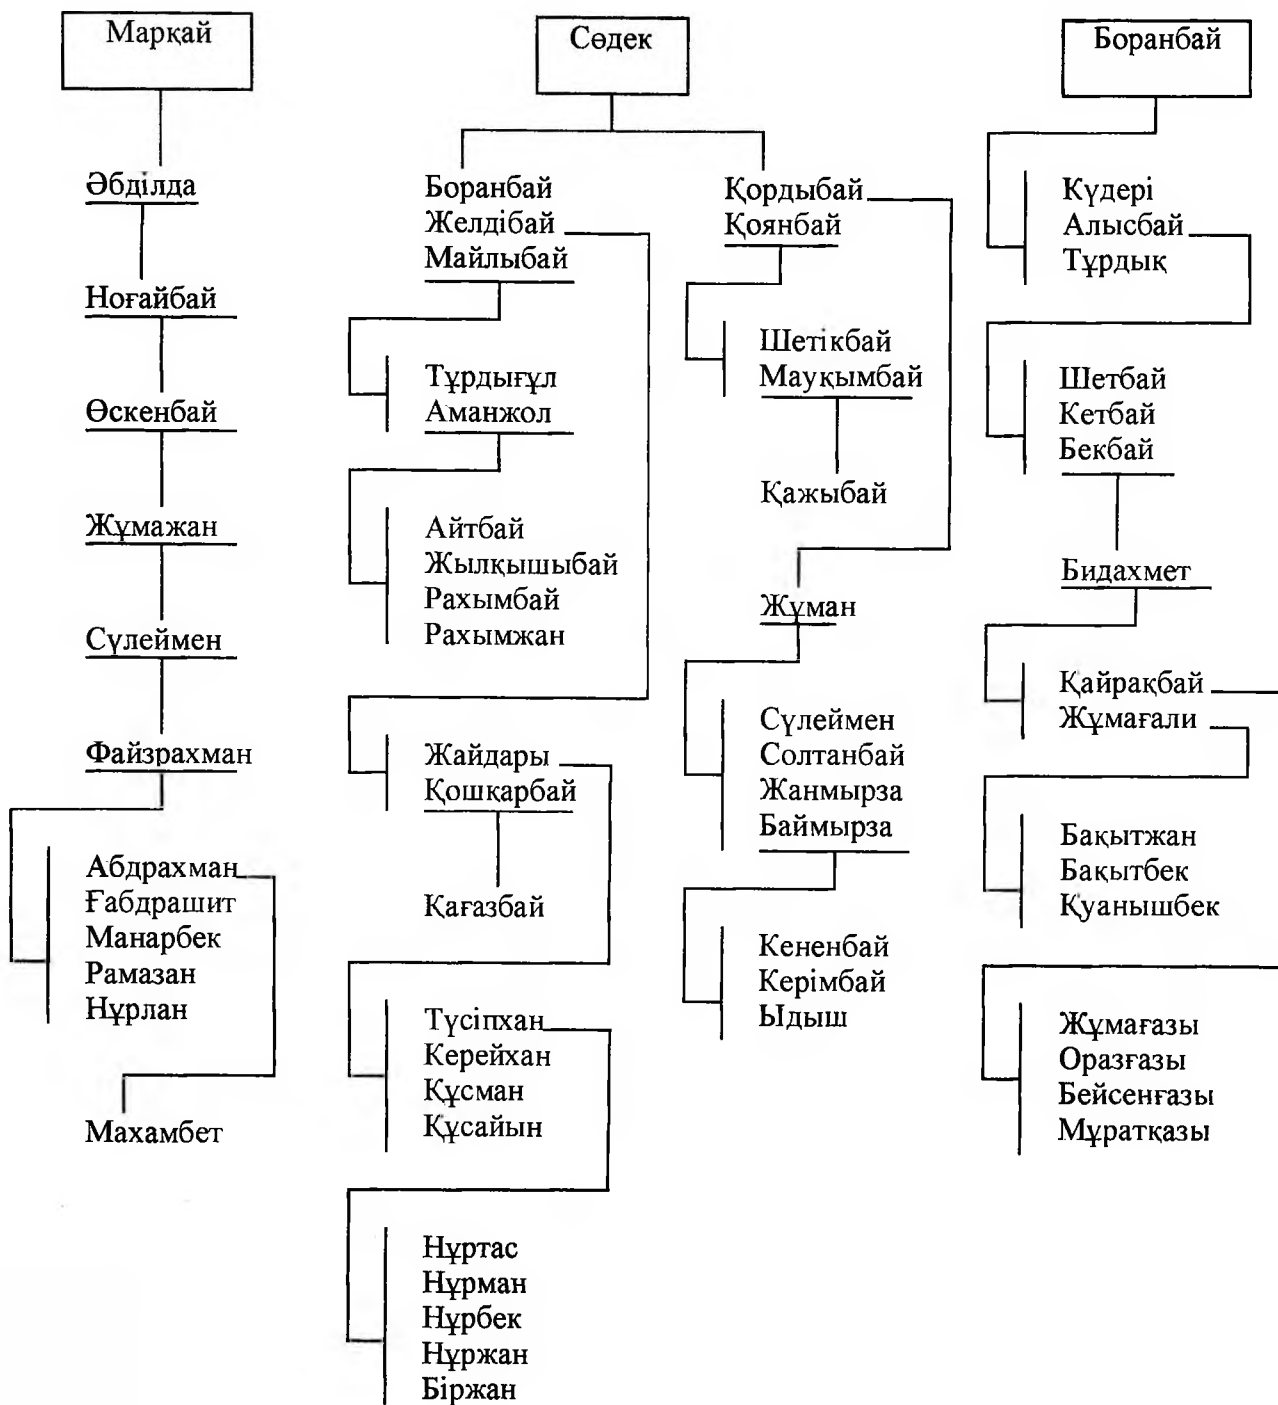 Марқай
Әбділда
Ноғайбай
Өскенбай
Жұмажан
Сүлеймен
Файзрахман
Абдрахман
Ғабдрашит
Манарбек
Рамазан
Нұрлан
Махамбет
Сөдек
Боранбай
Желдібай
Майлыбай
Тұрдығұл
Аманжол
Айтбай
Жылқышыбай
Рахымбай
Рахымжан
Жайдары
Қошқарбай
Қағазбай
Түсіпхан
Керейхан
Құсман
Құсайын
Нұртас
Нұрман
Нұрбек
Нұржан
Біржан
Қордыбай
Қоянбай
Шетікбай
Мауқымбай
Қажыбай
Жұман
Сүлеймен
Солтанбай
Жанмырза
Баймырза
Кененбай
Керімбай
Ыдыш
Боранбай
Күдері
Алысбай
Тұрдық
Шетбай
Кетбай
Бекбай
Бидахмет
Қайрақбай
Жұмағали
Бақытжан
Бақытбек
Қуанышбек
Жұмағазы
Оразғазы
Бейсенғазы
Мұратқазы